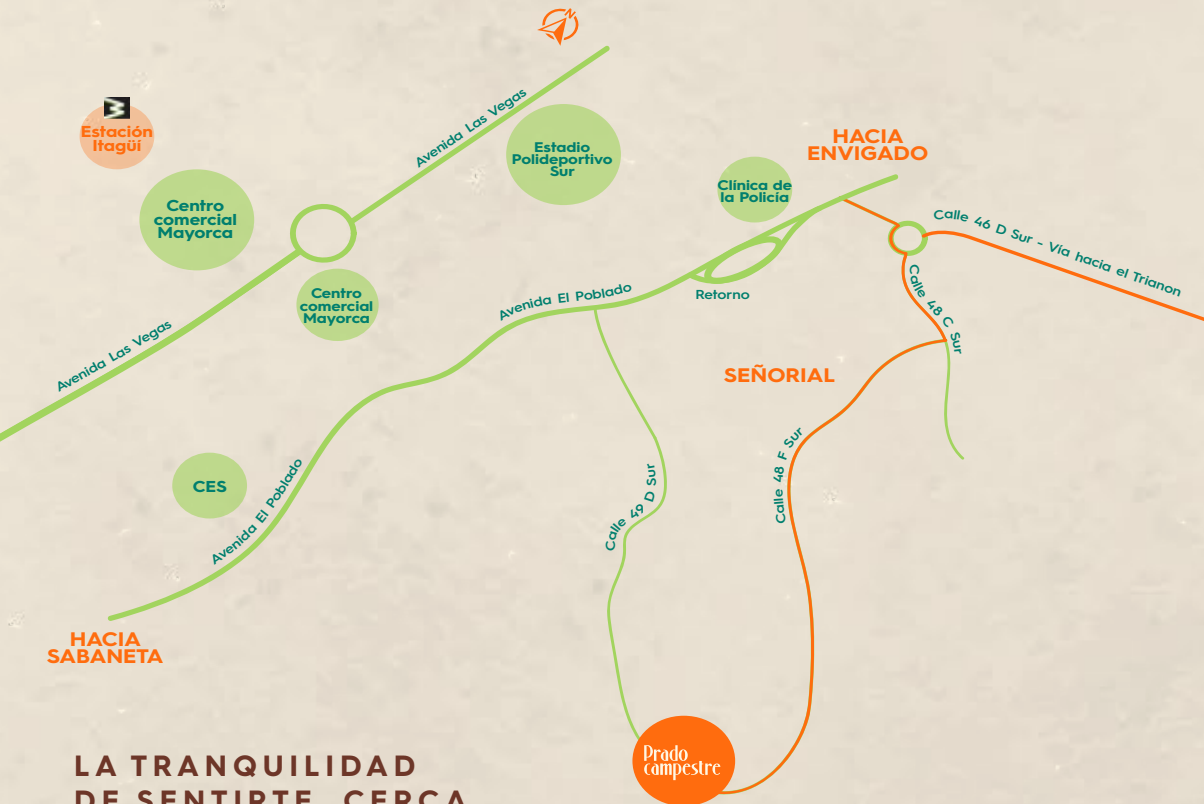 N
Avenida Las Vegas
Estación
Itagüí
Estadio
Polideportivo
Sur
HACIA
ENVIGADO
Clínica de
la Policía
Centro
comercial
Mayorca
Calle 46 D Sur - Vía hacia el Trianon
Centro
comercial
Mayorca
Avenida El Poblado
Retorno
Calle 48 C Sur
Avenida Las Vegas
SEÑORIAL
CES
Avenida El Poblado
Calle 49 D Sur
Calle 48 F Sur
HACIA
SABANETA
Prado
campestre
LA TRANQUILIDAD
DE SENTIRTE CERCA